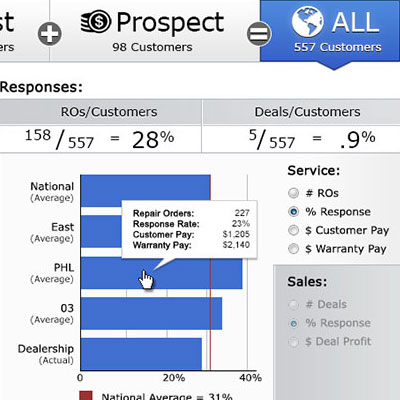 st
Prospect
ALL
ers
98 Customers
557 Customers
Responses:
ROs/Customers
Deals/Customers
158/557 = 28%
5/557 = .9%
Service:
# ROs
% Response
$ Customer Pay
$ Warranty Pay
Sales:
# Deals
% Response
$ Deal Profit
National
(Average)
East
(Average)
PHL
(Average)
03
(Average)
Dealership
(Actual)
Repair Orders: 227
Response Rate: 23%
Customer Pay: $1,205
Warranty Pay: $2,140
0 20% 40%
National Average = 31%